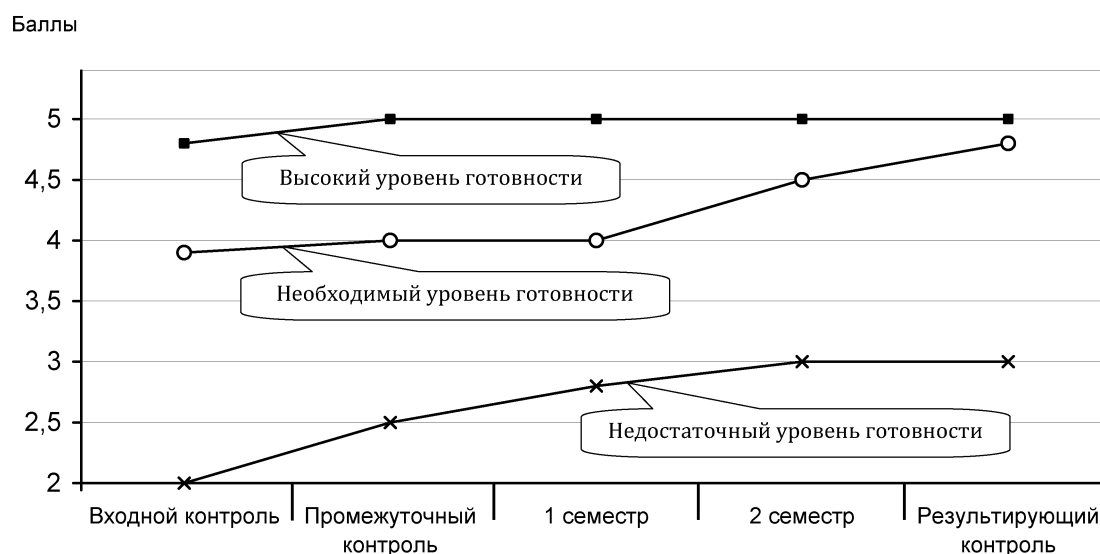 Баллы
5
4,5
4
3,5
3
2,5
2
Высокий уровень готовности
Необходимый уровень готовности
Недостаточный уровень готовности
Входной контроль
Промежуточный
контроль
1 семестр
2 семестр
Результирующий
контроль